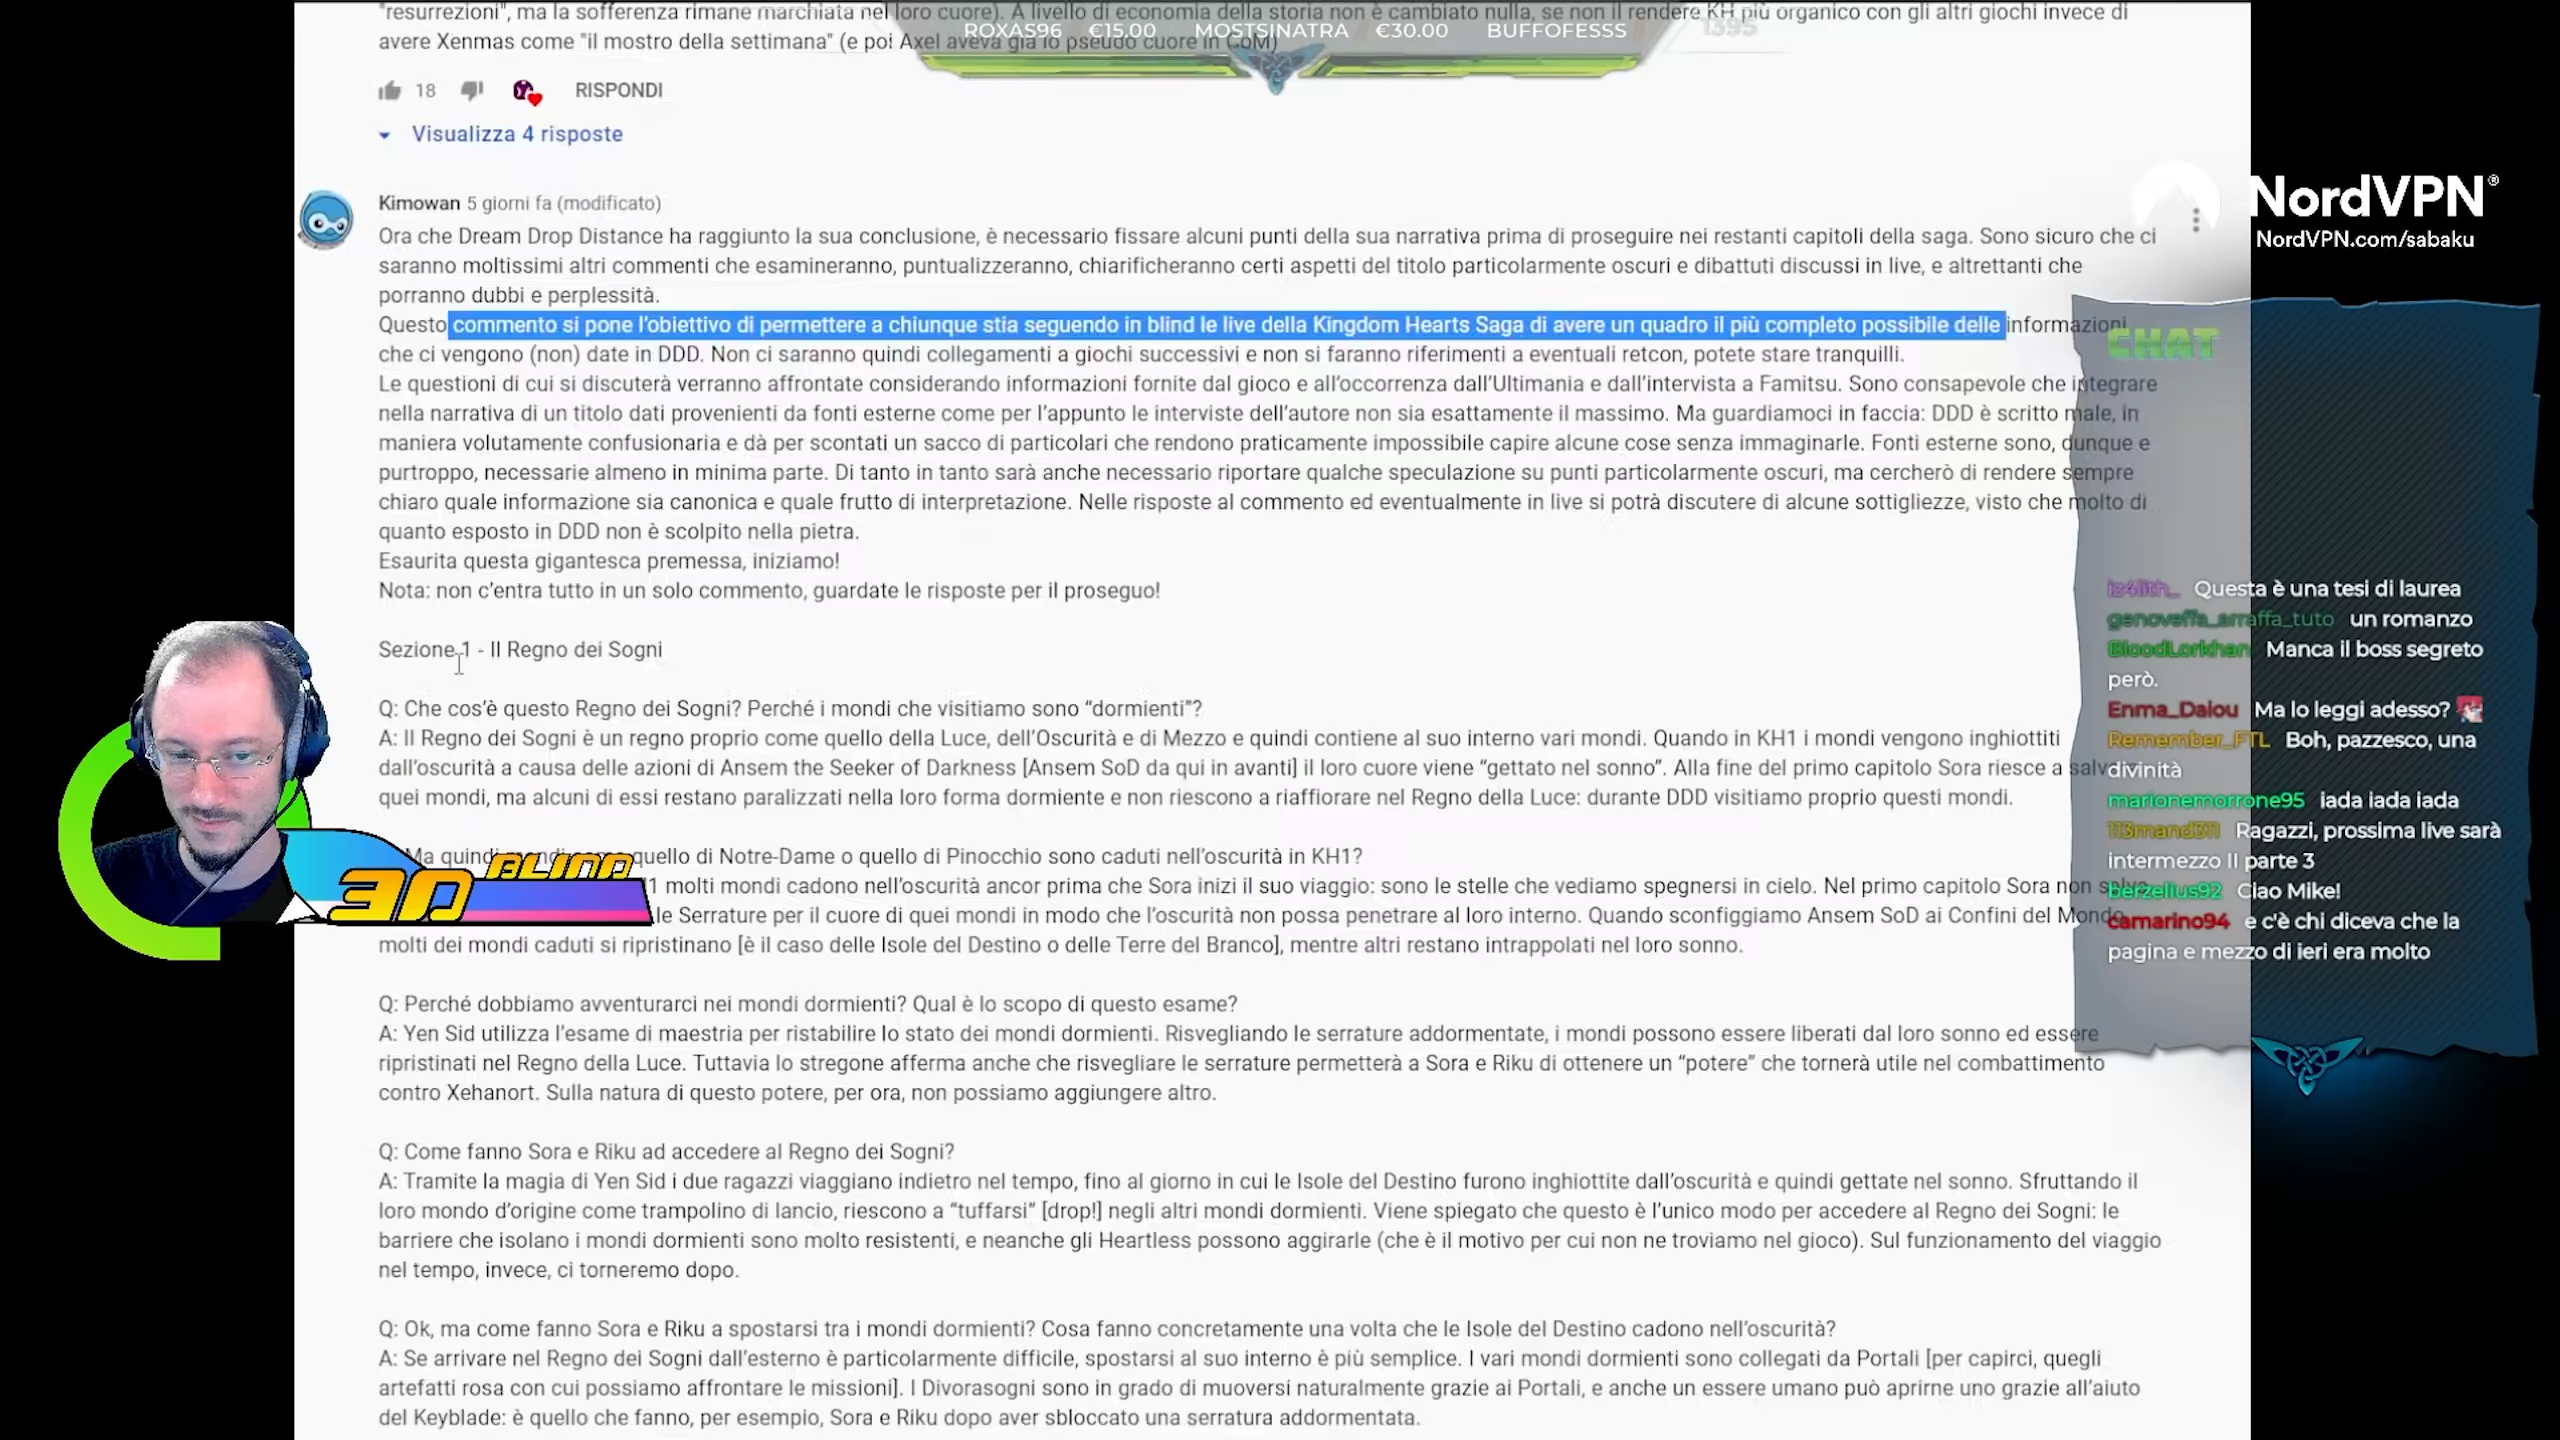 "resurrezioni", ma la sofferenza rimane marchiata nel loro cuore). A livello di economia della storia non è cambiato nulla, se non il rendere KH più organico con gli altri giochi invece di
avere Xenmas come "il mostro della settimana" (e poi Axel aveva già lo pseudo cuore in CoM)
ROXAS96 €15.00 MOSTSINATRA €30.00 BUFFOFESSS
1395
18 RISPONDI
Visualizza 4 risposte
Kimowan 5 giorni fa (modificato)
Ora che Dream Drop Distance ha raggiunto la sua conclusione, è necessario fissare alcuni punti della sua narrativa prima di proseguire nei restanti capitoli della saga. Sono sicuro che ci
saranno moltissimi altri commenti che esamineranno, puntualizzeranno, chiarificheranno certi aspetti del titolo particolarmente oscuri e dibattuti discussi in live, e altrettanti che
porranno dubbi e perplessità.
Questo commento si pone l'obiettivo di permettere a chiunque stia seguendo in blind le live della Kingdom Hearts Saga di avere un quadro il più completo possibile delle informazioni
che ci vengono (non) date in DDD. Non ci saranno quindi collegamenti a giochi successivi e non si faranno riferimenti a eventuali retcon, potete stare tranquilli.
Le questioni di cui si discuterà verranno affrontate considerando informazioni fornite dal gioco e all'occorrenza dall'Ultimania e dall'intervista a Famitsu. Sono consapevole che integrare
nella narrativa di un titolo dati provenienti da fonti esterne come per l'appunto le interviste dell'autore non sia esattamente il massimo. Ma guardiamoci in faccia: DDD è scritto male, in
maniera volutamente confusionaria e dà per scontati un sacco di particolari che rendono praticamente impossibile capire alcune cose senza immaginarle. Fonti esterne sono, dunque e
purtroppo, necessarie almeno in minima parte. Di tanto in tanto sarà anche necessario riportare qualche speculazione su punti particolarmente oscuri, ma cercherò di rendere sempre
chiaro quale informazione sia canonica e quale frutto di interpretazione. Nelle risposte al commento ed eventualmente in live si potrà discutere di alcune sottigliezze, visto che molto di
quanto esposto in DDD non è scolpito nella pietra.
Esaurita questa gigantesca premessa, iniziamo!
Nota: non c'entra tutto in un solo commento, guardate le risposte per il proseguo!
Sezione 1 - Il Regno dei Sogni
Q: Che cos'è questo Regno dei Sogni? Perché i mondi che visitiamo sono "dormienti"?
A: Il Regno dei Sogni è un regno proprio come quello della Luce, dell'Oscurità e di Mezzo e quindi contiene al suo interno vari mondi. Quando in KH1 i mondi vengono inghiottiti
dall'oscurità a causa delle azioni di Ansem the Seeker of Darkness [Ansem SoD da qui in avanti] il loro cuore viene "gettato nel sonno". Alla fine del primo capitolo Sora riesce a
quei mondi, ma alcuni di essi restano paralizzati nella loro forma dormiente e non riescono a riaffiorare nel Regno della Luce: durante DDD visitiamo proprio questi mondi.
Ma quindi quello di Notre-Dame o quello di Pinocchio sono caduti nell'oscurità in KH1?
molti mondi cadono nell'oscurità ancor prima che Sora inizi il suo viaggio: sono le stelle che vediamo spegnersi in cielo. Nel primo capitolo Sora non
le Serrature per il cuore di quei mondi in modo che l'oscurità non possa penetrare al loro interno. Quando sconfiggiamo Ansem SoD ai Confini del Mondo
molti dei mondi caduti si ripristinano [è il caso delle Isole del Destino o delle Terre del Branco], mentre altri restano intrappolati nel loro sonno.
Q: Perché dobbiamo avventurarci nei mondi dormienti? Qual è lo scopo di questo esame?
A: Yen Sid utilizza l'esame di maestria per ristabilire lo stato dei mondi dormienti. Risvegliando le serrature addormentate, i mondi possono essere liberati dal loro sonno ed essere
ripristinati nel Regno della Luce. Tuttavia lo stregone afferma anche che risvegliare le serrature permetterà a Sora e Riku di ottenere un "potere" che tornerà utile nel combattimento
contro Xehanort. Sulla natura di questo potere, per ora, non possiamo aggiungere altro.
Q: Come fanno Sora e Riku ad accedere al Regno dei Sogni?
A: Tramite la magia di Yen Sid i due ragazzi viaggiano indietro nel tempo, fino al giorno in cui le Isole del Destino furono inghiottite dall'oscurità e quindi gettate nel sonno. Sfruttando il
loro mondo d'origine come trampolino di lancio, riescono a "tuffarsi" [drop!] negli altri mondi dormienti. Viene spiegato che questo è l'unico modo per accedere al Regno dei Sogni: le
barriere che isolano i mondi dormienti sono molto resistenti, e neanche gli Heartless possono aggirarle (che è il motivo per cui non ne troviamo nel gioco). Sul funzionamento del viaggio
nel tempo, invece, ci torneremo dopo.
Q: Ok, ma come fanno Sora e Riku a spostarsi tra i mondi dormienti? Cosa fanno concretamente una volta che le Isole del Destino cadono nell'oscurità?
A: Se arrivare nel Regno dei Sogni dall'esterno è particolarmente difficile, spostarsi al suo interno è più semplice. I vari mondi dormienti sono collegati da Portali [per capirci, quegli
artefatti rosa con cui possiamo affrontare le missioni]. I Divorasogni sono in grado di muoversi naturalmente grazie ai Portali, e anche un essere umano può aprirne uno grazie all'aiuto
del Keyblade: è quello che fanno, per esempio, Sora e Riku dopo aver sbloccato una serratura addormentata.
3D BLIND
NordVPN®
NordVPN.com/sabaku
CHAT
iz4lith_ Questa è una tesi di laurea
genoveffa_arraffa_tuto un romanzo
BloodLorkhan Manca il boss segreto
però.
Enma_Daiou Ma lo leggi adesso?
Remember_FTL Boh, pazzesco, una
divinità
marionemorrone95 iada iada iada
113mand311 Ragazzi, prossima live sarà
intermezzo II parte 3
berzelius92 Ciao Mike!
camarino94 e c'è chi diceva che la
pagina e mezzo di ieri era molto